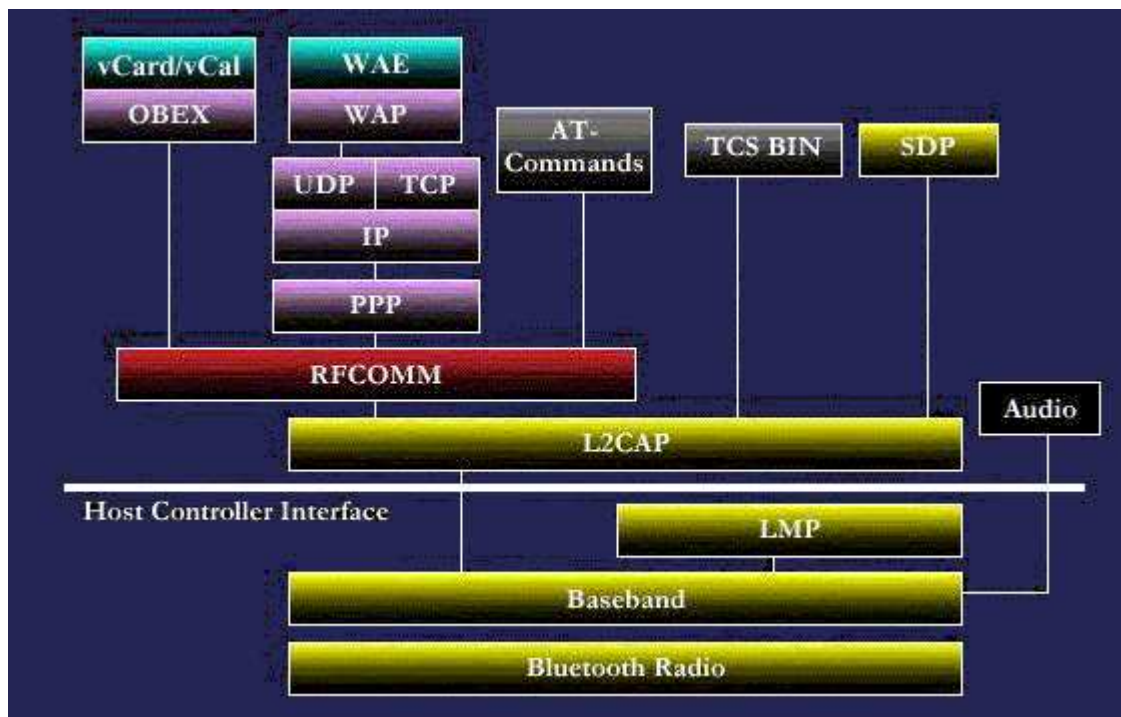 vCard/vCal
OBEX
WAE
WAP
UDP TCP
IP
PPP
AT-
Commands
TCS BIN
SDP
RFCOMM
Audio
L2CAP
Host Controller Interface
LMP
Baseband
Bluetooth Radio